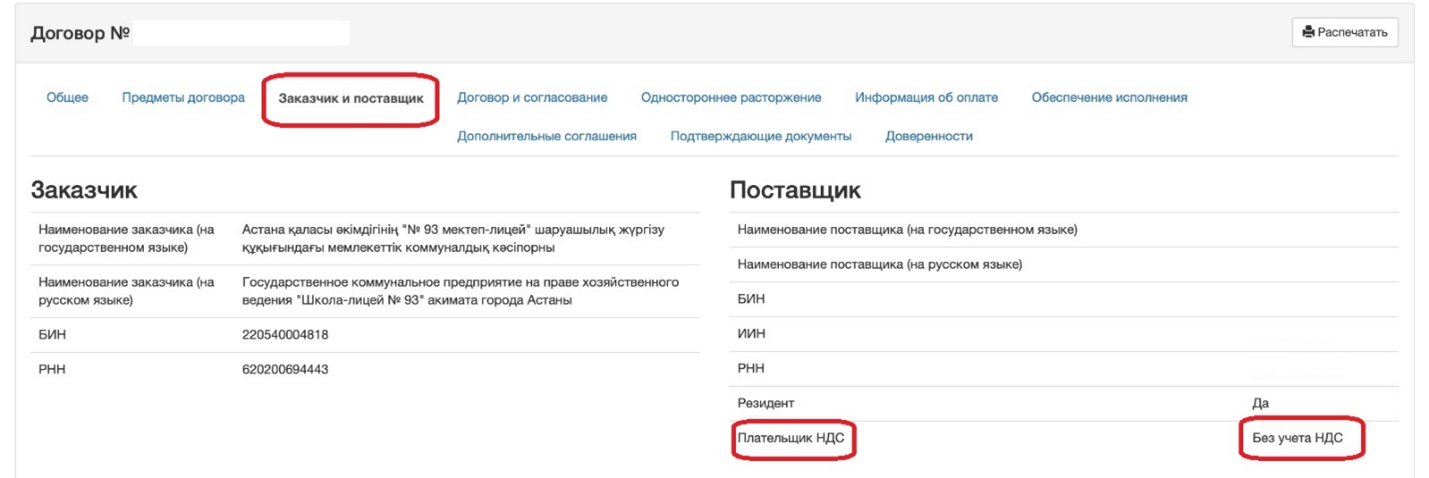 Договор №
Распечатать
Общее
Предметы договора
Заказчик и поставщик
Договор и согласование
Одностороннее расторжение
Информация об оплате
Обеспечение исполнения
Дополнительные соглашения
Подтверждающие документы
Доверенности
Заказчик
Наименование заказчика (на
государственном языке)
Астана қаласы әкімдігінің "№ 93 мектеп-лицей" шаруашылық жүргізу
құқығындағы мемлекеттік коммуналдық кәсіпорны
Наименование заказчика (на
русском языке)
Государственное коммунальное предприятие на праве хозяйственного
ведения "Школа-лицей № 93" акимата города Астаны
БИН
220540004818
РНН
620200694443
Поставщик
Наименование поставщика (на государственном языке)
Наименование поставщика (на русском языке)
БИН
ИИН
РНН
Резидент
Да
Плательщик НДС
Без учета НДС